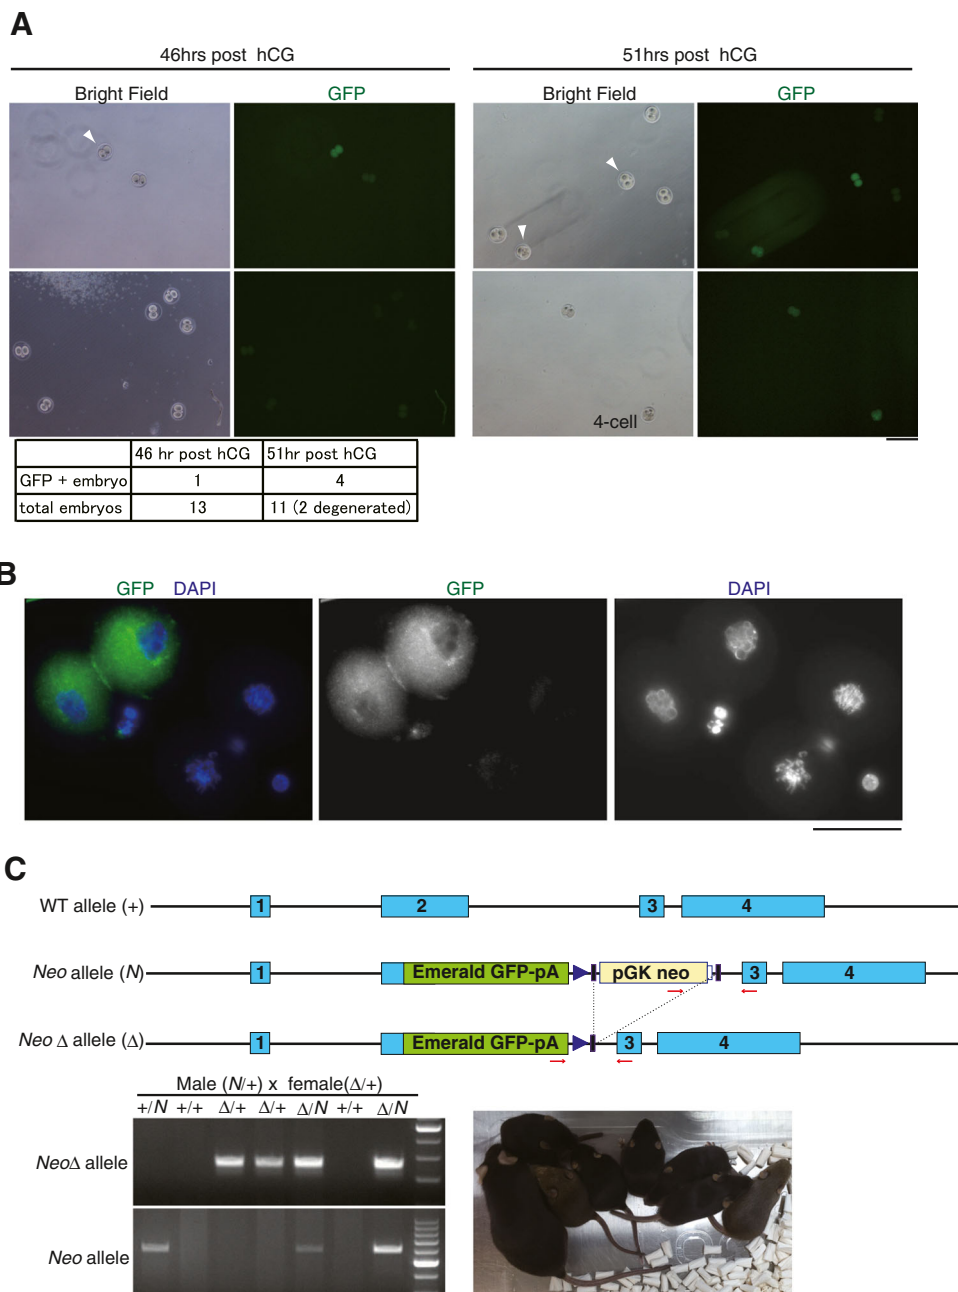 A
46hrs post hCG
51hrs post hCG
Bright Field
GFP
Bright Field
GFP
4-cell
46 hr post hCG 51hr post hCG
GFP + embryo 1 4
total embryos 13 11 (2 degenerated)
B
GFP DAPI
GFP
DAPI
C
WT allele (+)
1 2 3 4
Neo allele (N)
1 Emerald GFP-pA pGK neo 3 4
Neo Δ allele (Δ)
1 Emerald GFP-pA 3 4
Male (N/+) x female(Δ/+)
+/N +/+ Δ/+ Δ/+ Δ/N +/+ Δ/N
NeoΔ allele
Neo allele